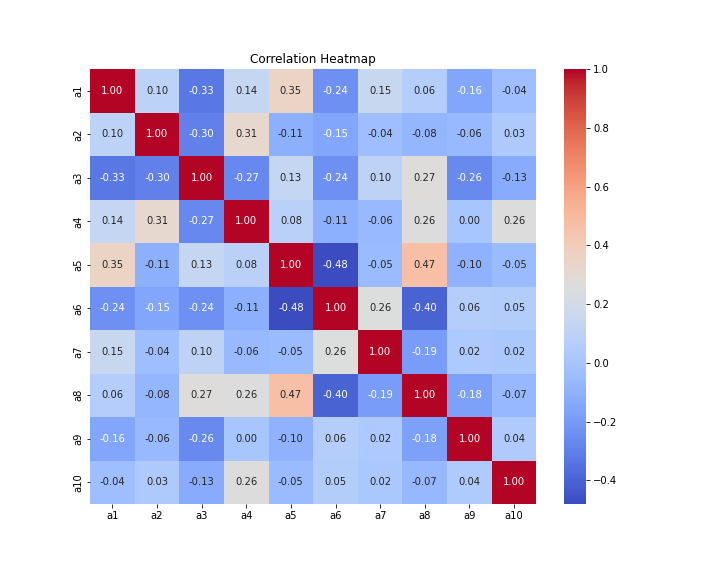 Correlation Heatmap
a1 1.00 0.10 -0.33 0.14 0.35 -0.24 0.15 0.06 -0.16 -0.04
a2 0.10 1.00 -0.30 0.31 -0.11 -0.15 -0.04 -0.08 -0.06 0.03
a3 -0.33 -0.30 1.00 -0.27 0.13 -0.24 0.10 0.27 -0.26 -0.13
a4 0.14 0.31 -0.27 1.00 0.08 -0.11 -0.06 0.26 0.00 0.26
a5 0.35 -0.11 0.13 0.08 1.00 -0.48 -0.05 0.47 -0.10 -0.05
a6 -0.24 -0.15 -0.24 -0.11 -0.48 1.00 0.26 -0.40 0.06 0.05
a7 0.15 -0.04 0.10 -0.06 -0.05 0.26 1.00 -0.19 0.02 0.02
a8 0.06 -0.08 0.27 0.26 0.47 -0.40 -0.19 1.00 -0.18 -0.07
a9 -0.16 -0.06 -0.26 0.00 -0.10 0.06 0.02 -0.18 1.00 0.04
a10 -0.04 0.03 -0.13 0.26 -0.05 0.05 0.02 -0.07 0.04 1.00
a1 a2 a3 a4 a5 a6 a7 a8 a9 a10
1.0
0.8
0.6
0.4
0.2
0.0
−0.2
−0.4